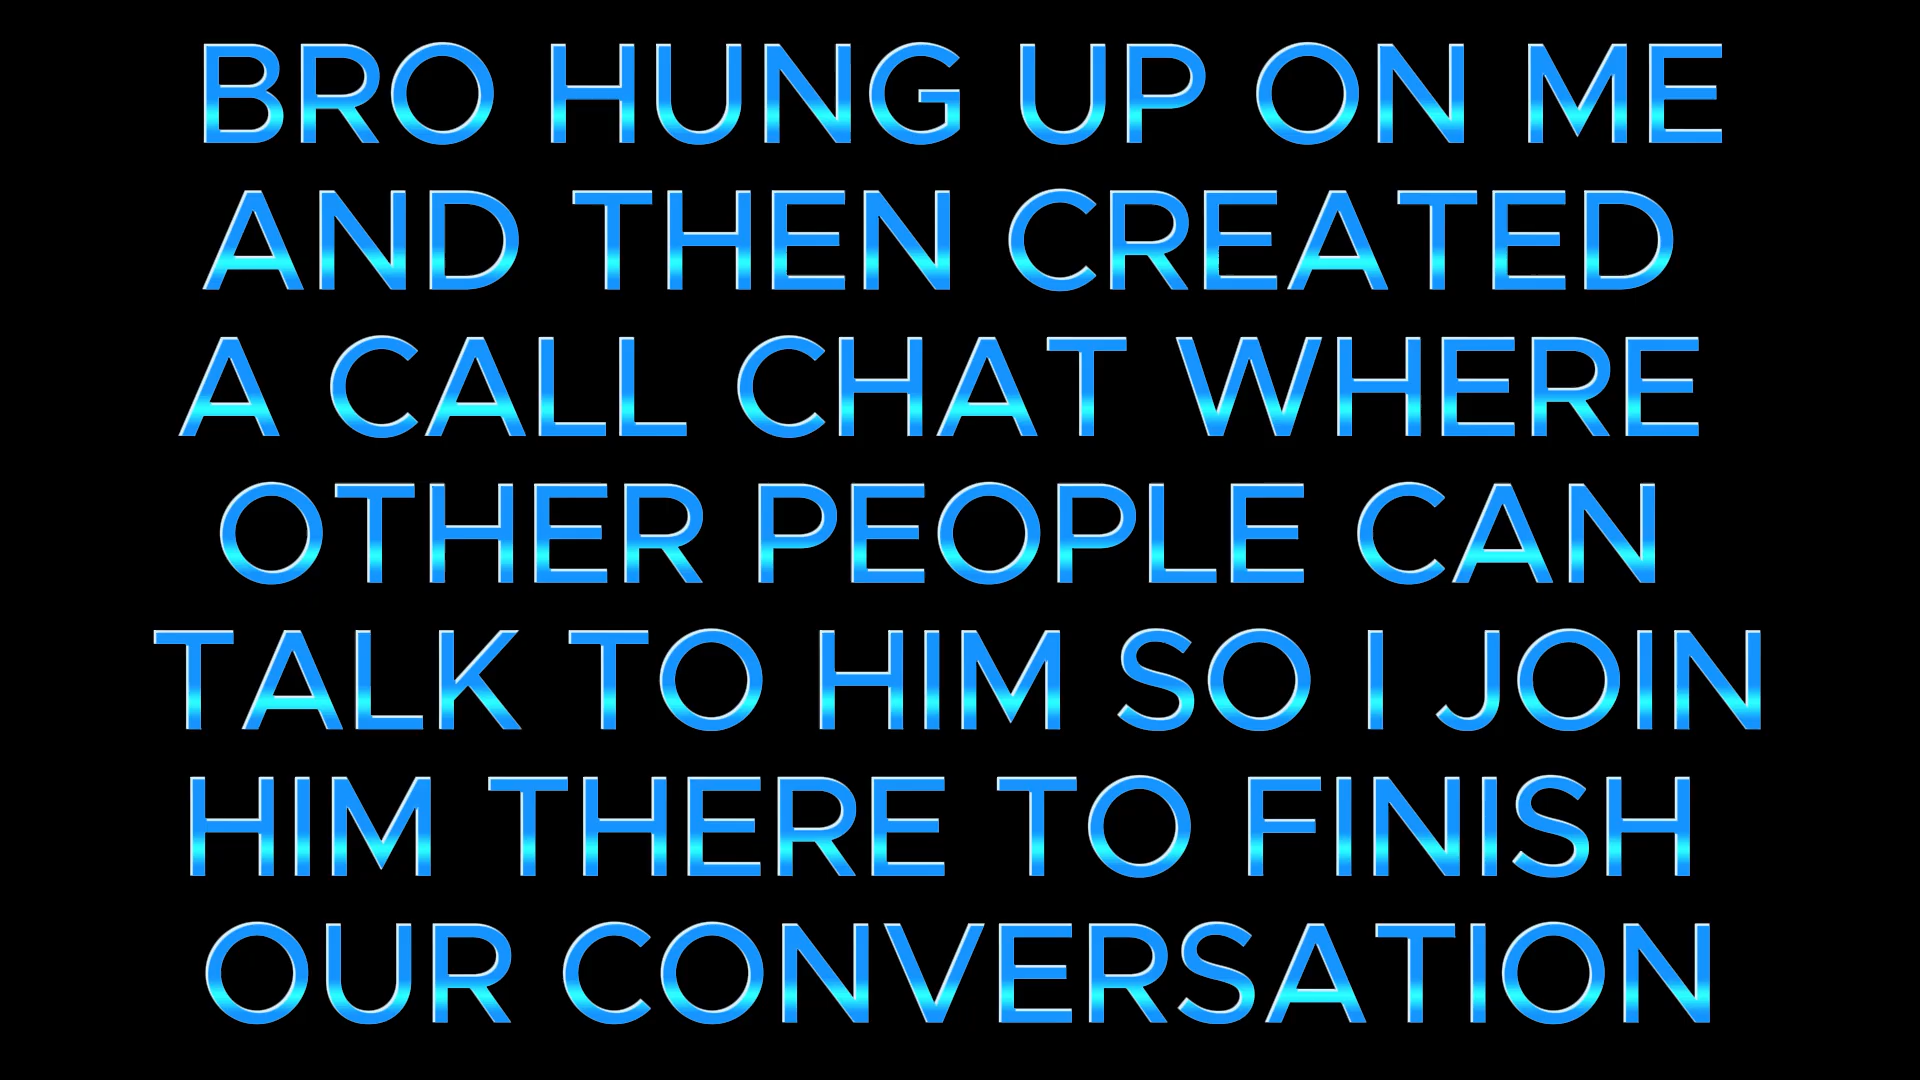 BRO HUNG UP ON ME
AND THEN CREATED
A CALL CHAT WHERE
OTHER PEOPLE CAN
TALK TO HIM SO I JOIN
HIM THERE TO FINISH
OUR CONVERSATION